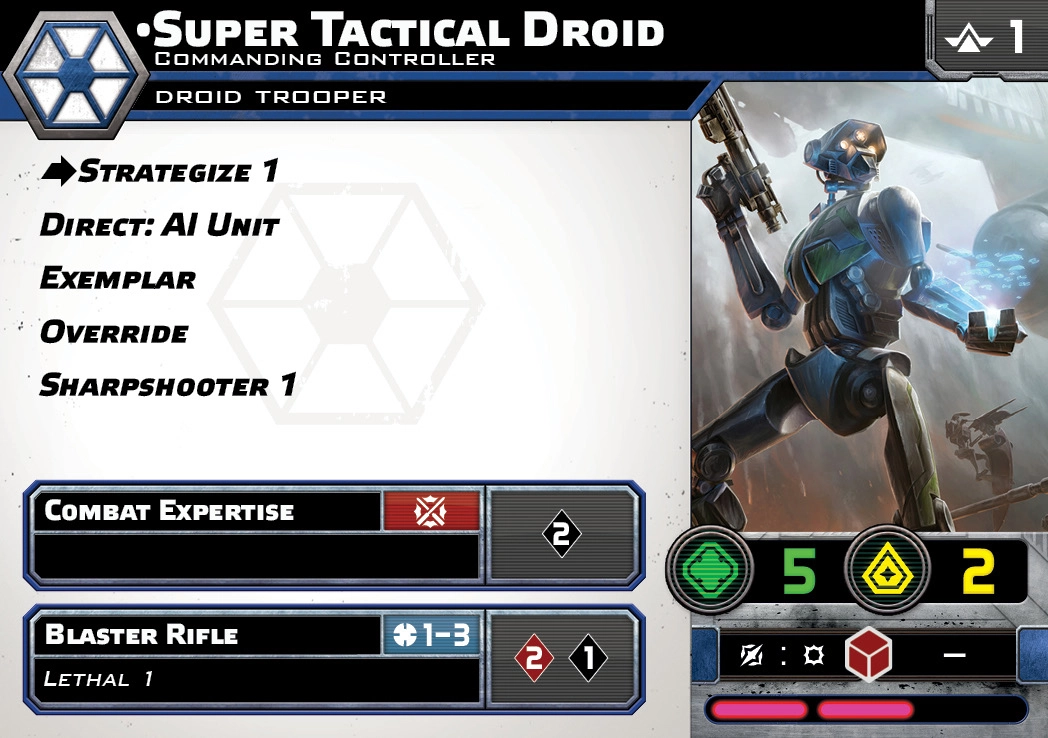 •Super Tactical Droid
Commanding Controller
1
Droid Trooper
Strategize 1
Direct: AI Unit
Exemplar
Override
Sharpshooter 1
Combat Expertise
2
Blaster Rifle 1–3
2 1
Lethal 1
5 2
: –